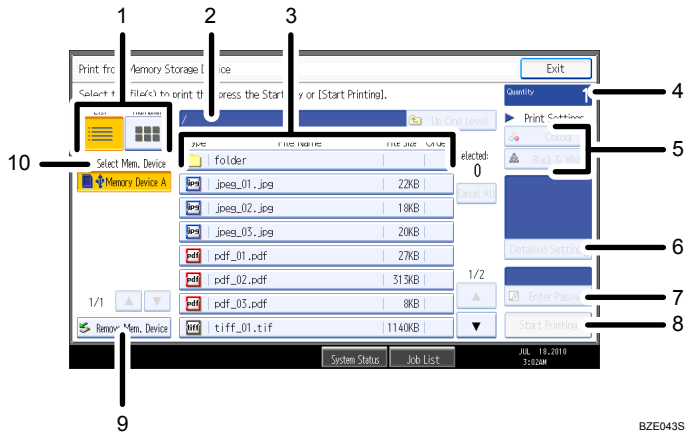 1 2 3
Print from Memory Storage Device Exit
Select the file(s) to print then press the Start key or [Start Printing]. Quantity 1 4
List Thumbnail / Up One Level Print Settings
Type File Name File Size Order Selected: Colour 5
10 Select Mem. Device folder 0 Black & White
Memory Device A jpeg_01.jpg 22KB Cancel All
jpeg_02.jpg 18KB
jpeg_03.jpg 20KB
pdf_01.pdf 27KB Detailed Settings 6
pdf_02.pdf 313KB 1/2
1/1 pdf_03.pdf 8KB Enter Password 7
Remove Mem. Device tiff_01.tif 1140KB ▼ Start Printing 8
System Status Job List JUL 18.2010
3:02AM
9
BZE043S